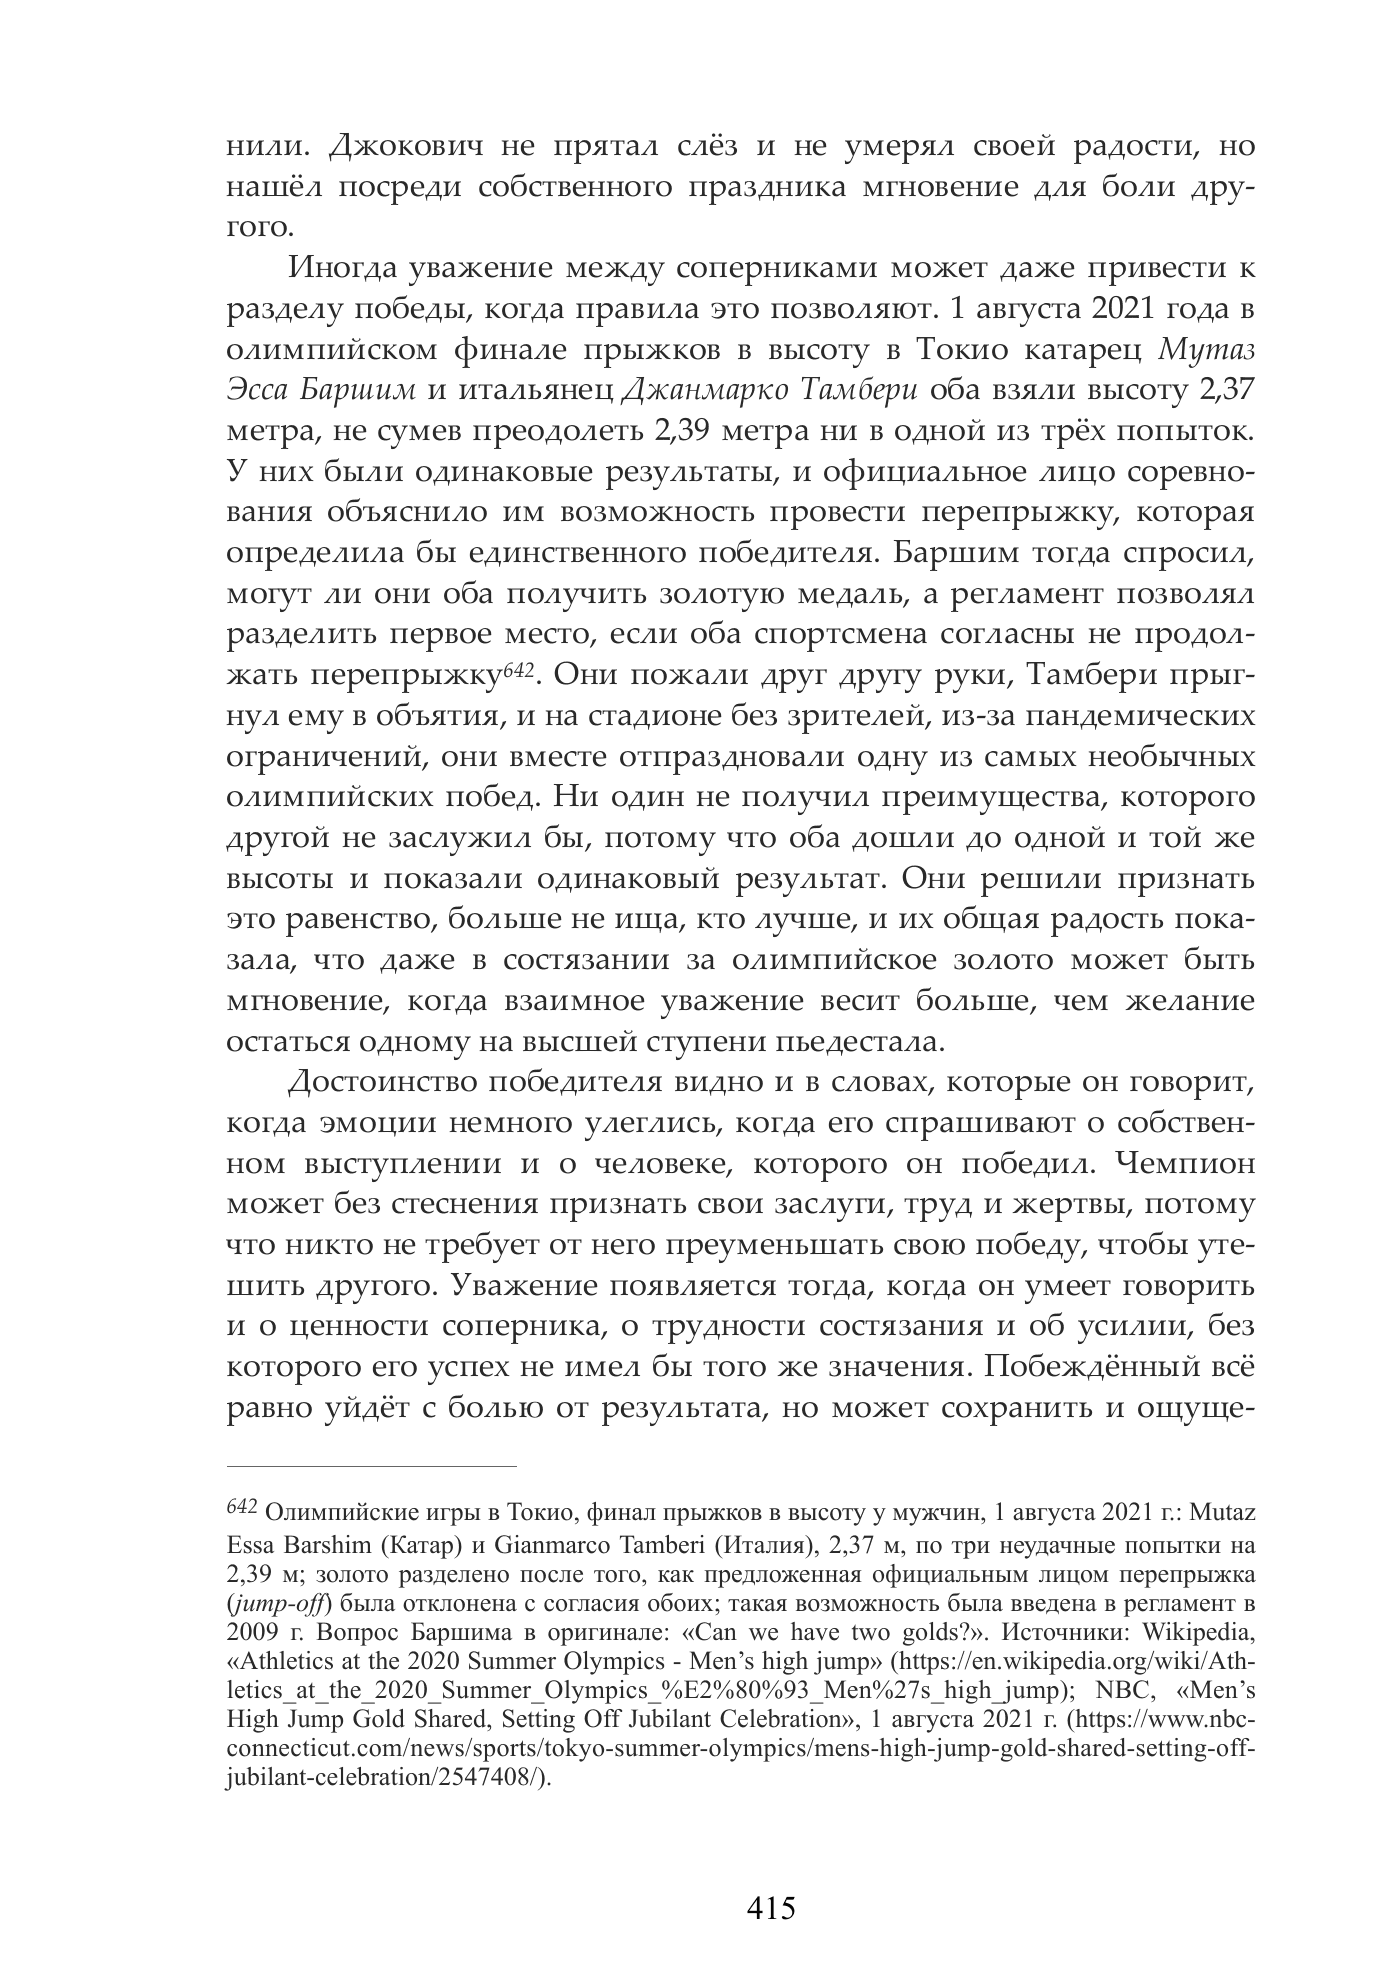 нили. Джокович не прятал слёз и не умерял своей радости, но
нашёл посреди собственного праздника мгновение для боли дру-
гого.
Иногда уважение между соперниками может даже привести к
разделу победы, когда правила это позволяют. 1 августа 2021 года в
олимпийском финале прыжков в высоту в Токио катарец Мутаз
Эсса Баршим и итальянец Джанмарко Тамбери оба взяли высоту 2,37
метра, не сумев преодолеть 2,39 метра ни в одной из трёх попыток.
У них были одинаковые результаты, и официальное лицо соревно-
вания объяснило им возможность провести перепрыжку, которая
определила бы единственного победителя. Баршим тогда спросил,
могут ли они оба получить золотую медаль, а регламент позволял
разделить первое место, если оба спортсмена согласны не продол-
жать перепрыжку642. Они пожали друг другу руки, Тамбери прыг-
нул ему в объятия, и на стадионе без зрителей, из-за пандемических
ограничений, они вместе отпраздновали одну из самых необычных
олимпийских побед. Ни один не получил преимущества, которого
другой не заслужил бы, потому что оба дошли до одной и той же
высоты и показали одинаковый результат. Они решили признать
это равенство, больше не ища, кто лучше, и их общая радость пока-
зала, что даже в состязании за олимпийское золото может быть
мгновение, когда взаимное уважение весит больше, чем желание
остаться одному на высшей ступени пьедестала.
Достоинство победителя видно и в словах, которые он говорит,
когда эмоции немного улеглись, когда его спрашивают о собствен-
ном выступлении и о человеке, которого он победил. Чемпион
может без стеснения признать свои заслуги, труд и жертвы, потому
что никто не требует от него преуменьшать свою победу, чтобы уте-
шить другого. Уважение появляется тогда, когда он умеет говорить
и о ценности соперника, о трудности состязания и об усилии, без
которого его успех не имел бы того же значения. Побеждённый всё
равно уйдёт с болью от результата, но может сохранить и ощуще-
642 Олимпийские игры в Токио, финал прыжков в высоту у мужчин, 1 августа 2021 г.: Mutaz
Essa Barshim (Катар) и Gianmarco Tamberi (Италия), 2,37 м, по три неудачные попытки на
2,39 м; золото разделено после того, как предложенная официальным лицом перепрыжка
(jump-off) была отклонена с согласия обоих; такая возможность была введена в регламент в
2009 г. Вопрос Баршима в оригинале: «Can we have two golds?». Источники: Wikipedia,
«Athletics at the 2020 Summer Olympics - Men’s high jump» (https://en.wikipedia.org/wiki/Ath-
letics_at_the_2020_Summer_Olympics_%E2%80%93_Men%27s_high_jump); NBC, «Men’s
High Jump Gold Shared, Setting Off Jubilant Celebration», 1 августа 2021 г. (https://www.nbc-
connecticut.com/news/sports/tokyo-summer-olympics/mens-high-jump-gold-shared-setting-off-
jubilant-celebration/2547408/).
415